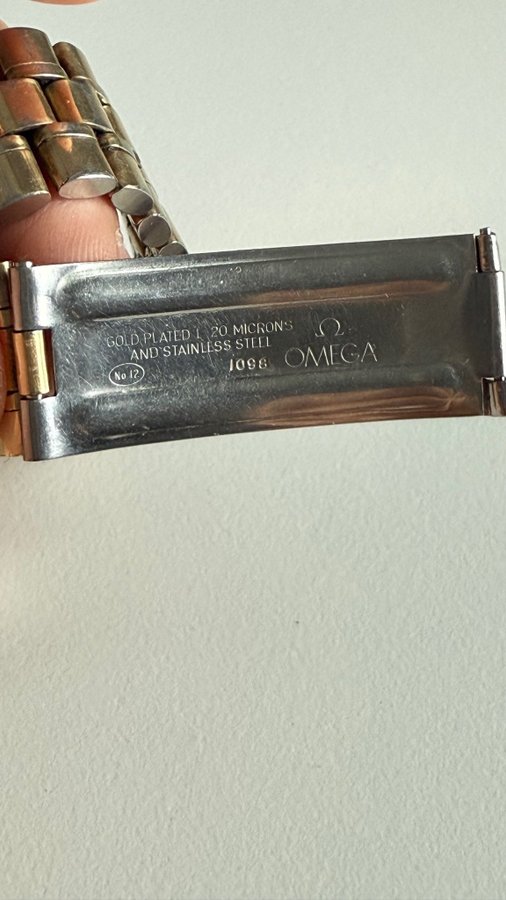 GOLD PLATED L 20 MICRONS
AND STAINLESS STEEL
No 12
1098
Ω
OMEGA